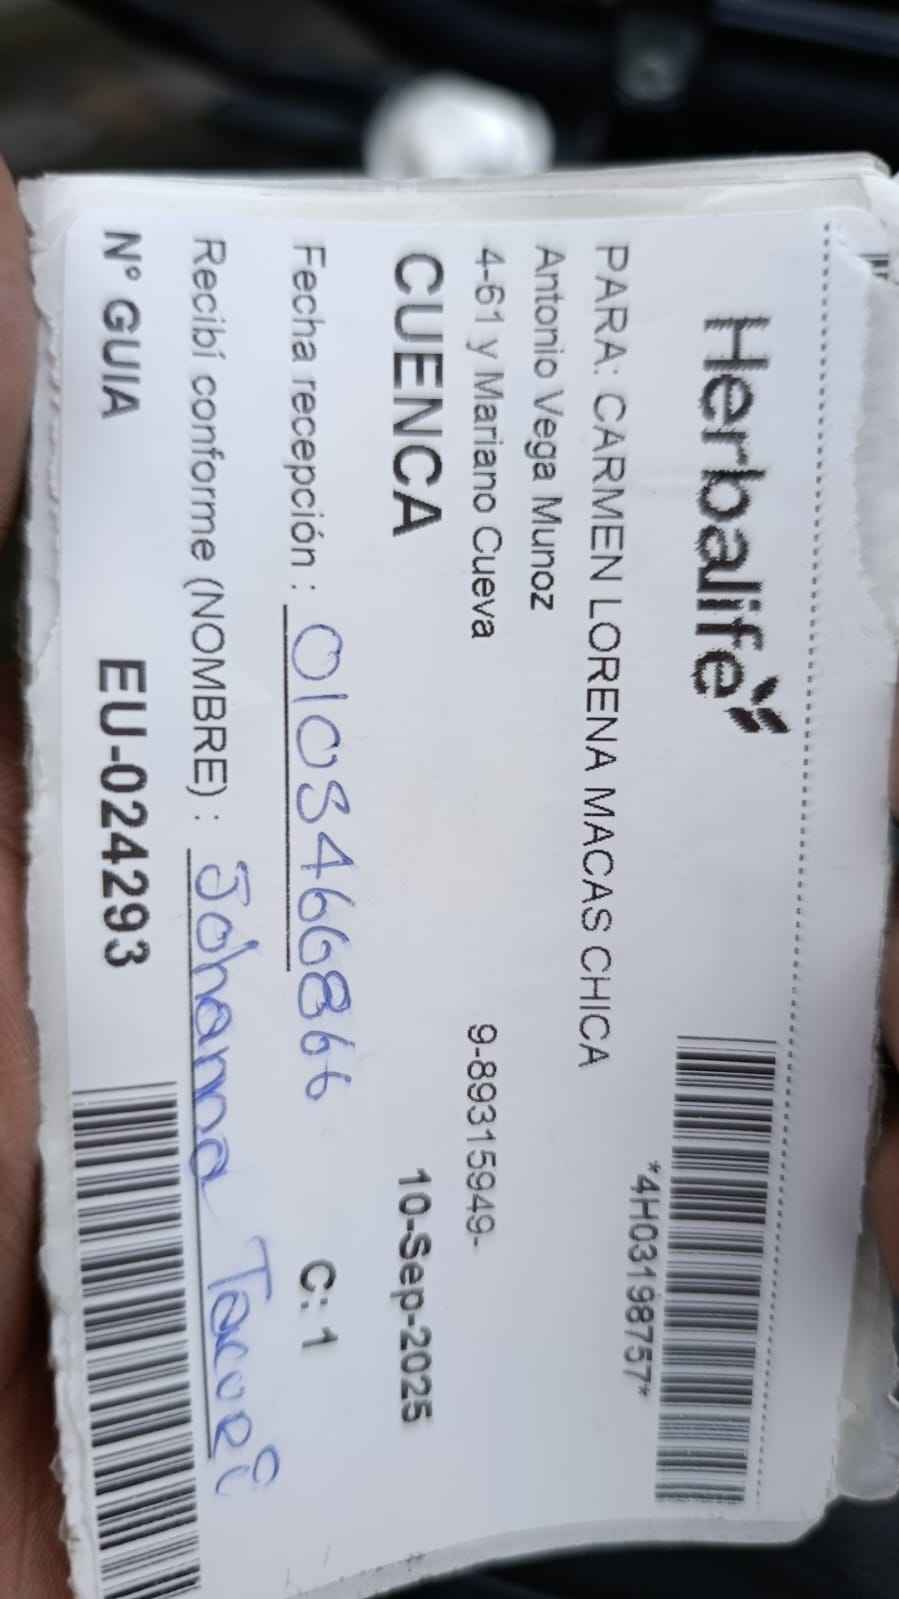 Herbalife
*4H03198757*
PARA: CARMEN LORENA MACAS CHICA
Antonio Vega Munoz
4-61 y Mariano Cueva 9-89315949-
CUENCA 10-Sep-2025
Fecha recepción : 0103466866 C: 1
Recibí conforme (NOMBRE) : Johanna Tacuri
N° GUIA EU-024293